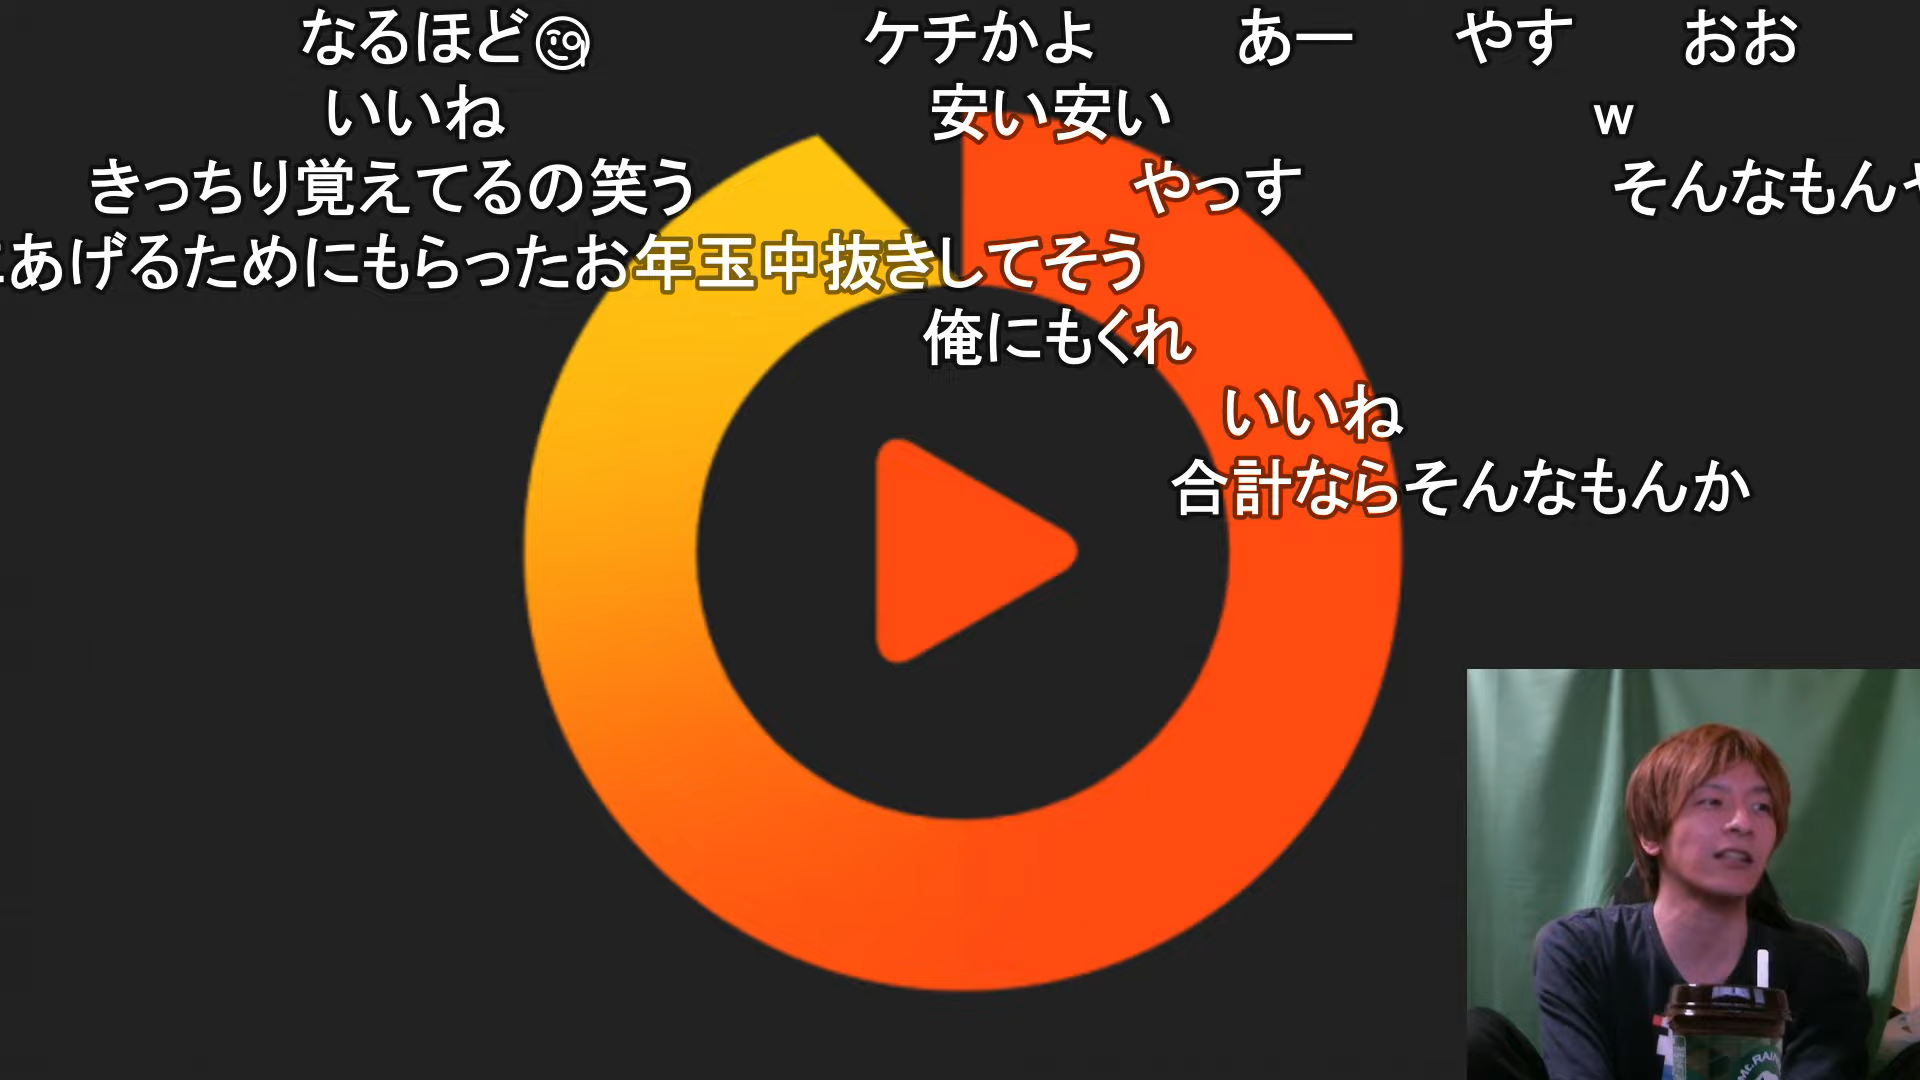 なるほど🧐 ケチかよ あー やす おお
いいね 安い安い w
きっちり覚えてるの笑う やっす そんなもんや
にあげるためにもらったお年玉中抜きしてそう
俺にもくれ
いいね
合計ならそんなもんか
Mt.RAIN